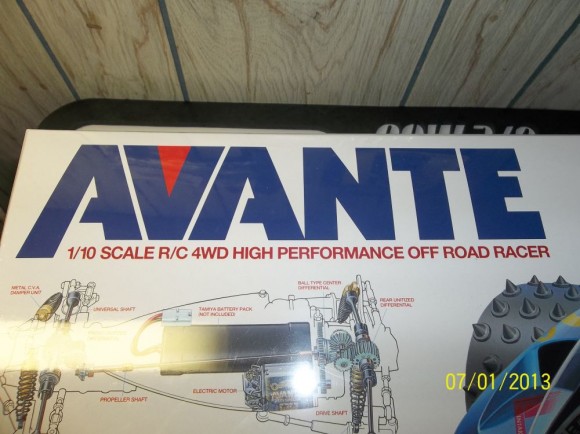 AVANTE
1/10 SCALE R/C 4WD HIGH PERFORMANCE OFF ROAD RACER
METAL C.V.A.
DAMPER UNIT
UNIVERSAL SHAFT
TAMIYA BATTERY PACK
(NOT INCLUDED)
BALL TYPE CENTER
DIFFERENTIAL
REAR UNITIZED
DIFFERENTIAL
ELECTRIC MOTOR
PROPELLER SHAFT
DRIVE SHAFT
07/01/2013